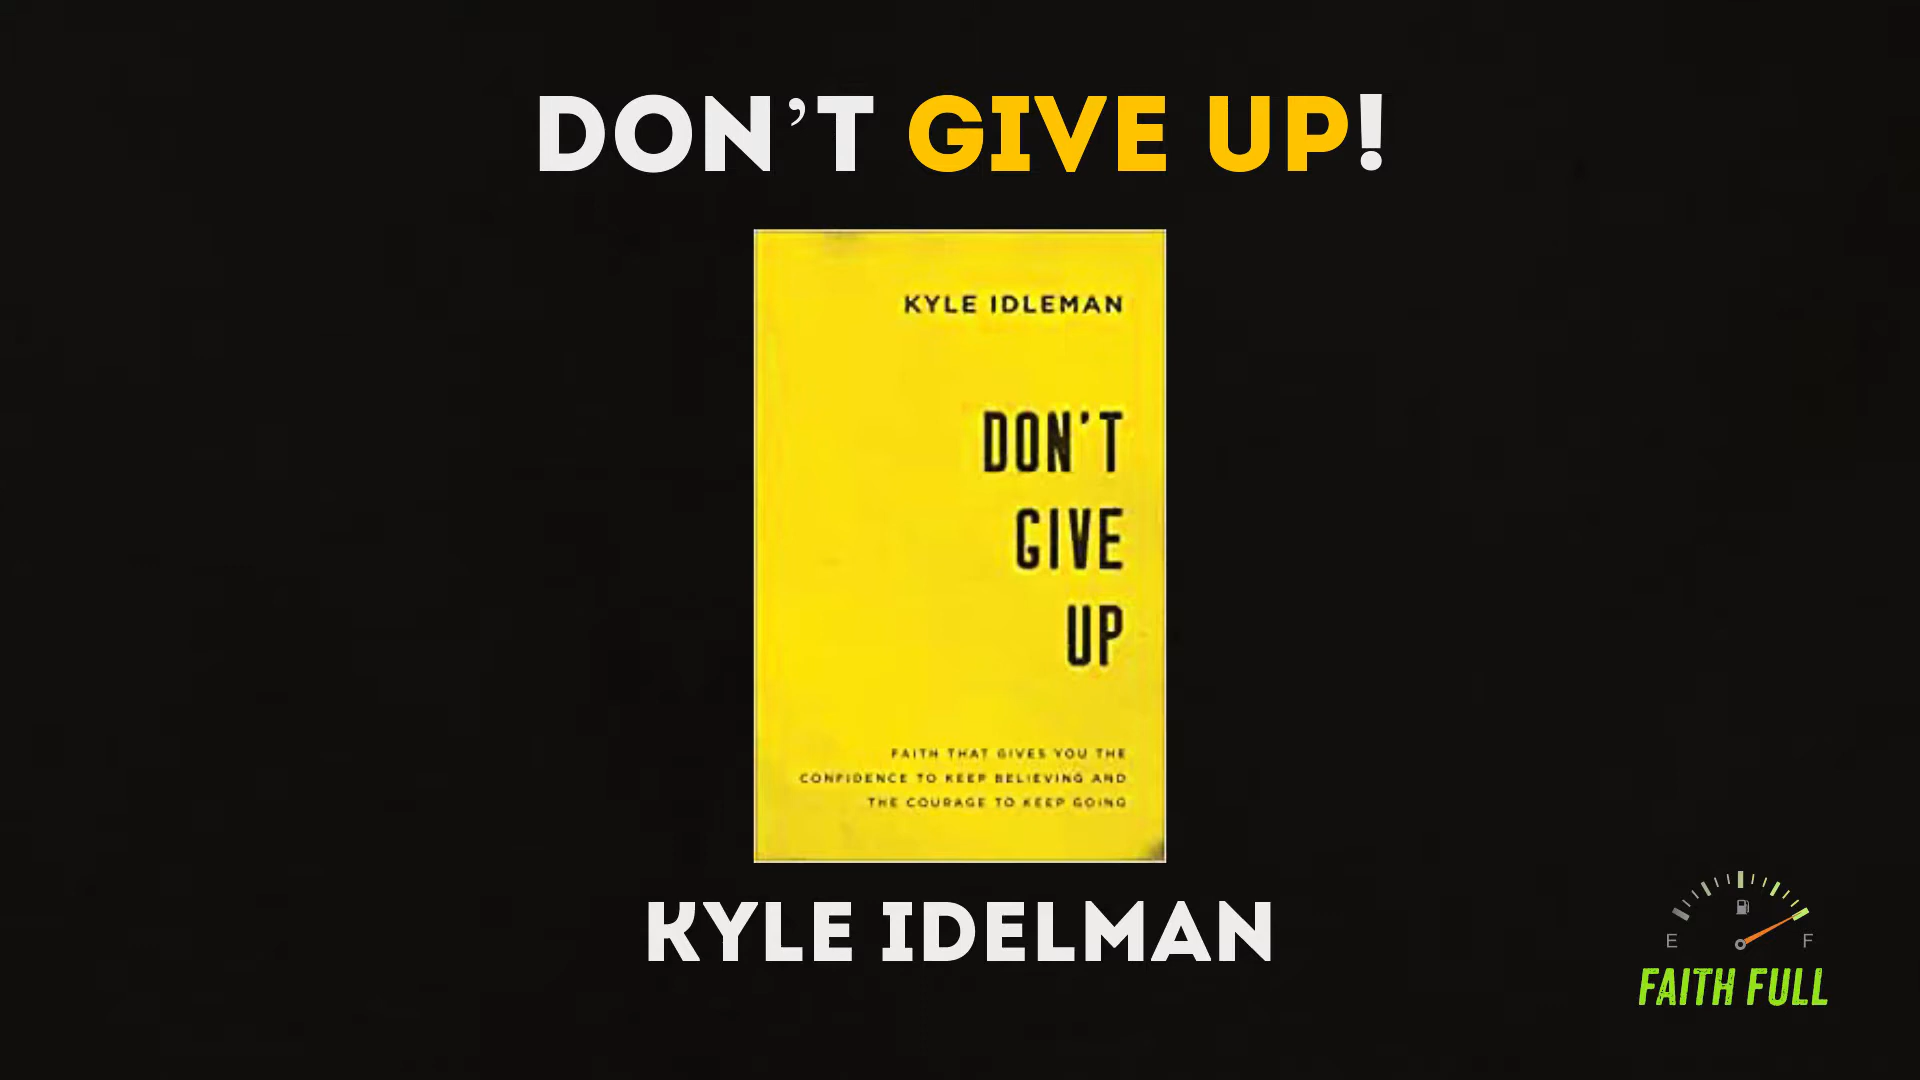 DON’T GIVE UP!
KYLE IDLEMAN
DON'T
GIVE
UP
FAITH THAT GIVES YOU THE
CONFIDENCE TO KEEP BELIEVING AND
THE COURAGE TO KEEP GOING
KYLE IDELMAN
E F
FAITH FULL